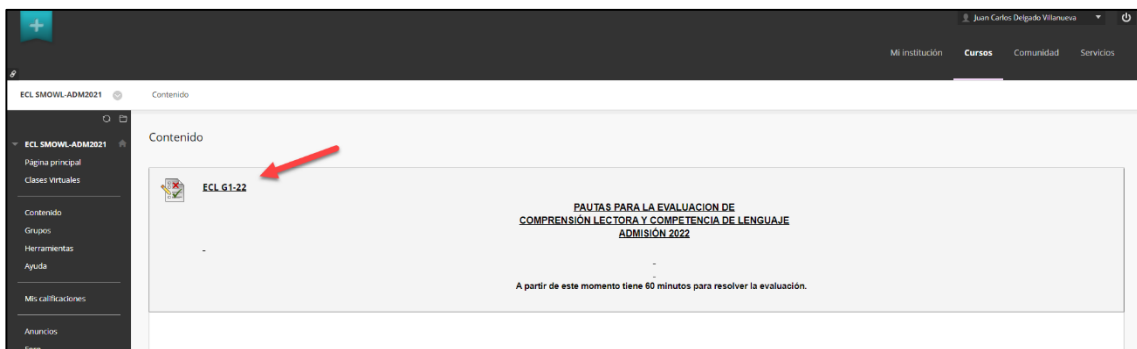 Juan Carlos Delgado Villanueva
Mi institución Cursos Comunidad Servicios
ECL SMOWL-ADM2021 Contenido
ECL SMOWL-ADM2021
Página principal
Clases Virtuales
Contenido
Grupos
Herramientas
Ayuda
Mis calificaciones
Anuncios
Foro
Contenido
ECL G1-22
PAUTAS PARA LA EVALUACION DE
COMPRENSIÓN LECTORA Y COMPETENCIA DE LENGUAJE
ADMISIÓN 2022
A partir de este momento tiene 60 minutos para resolver la evaluación.